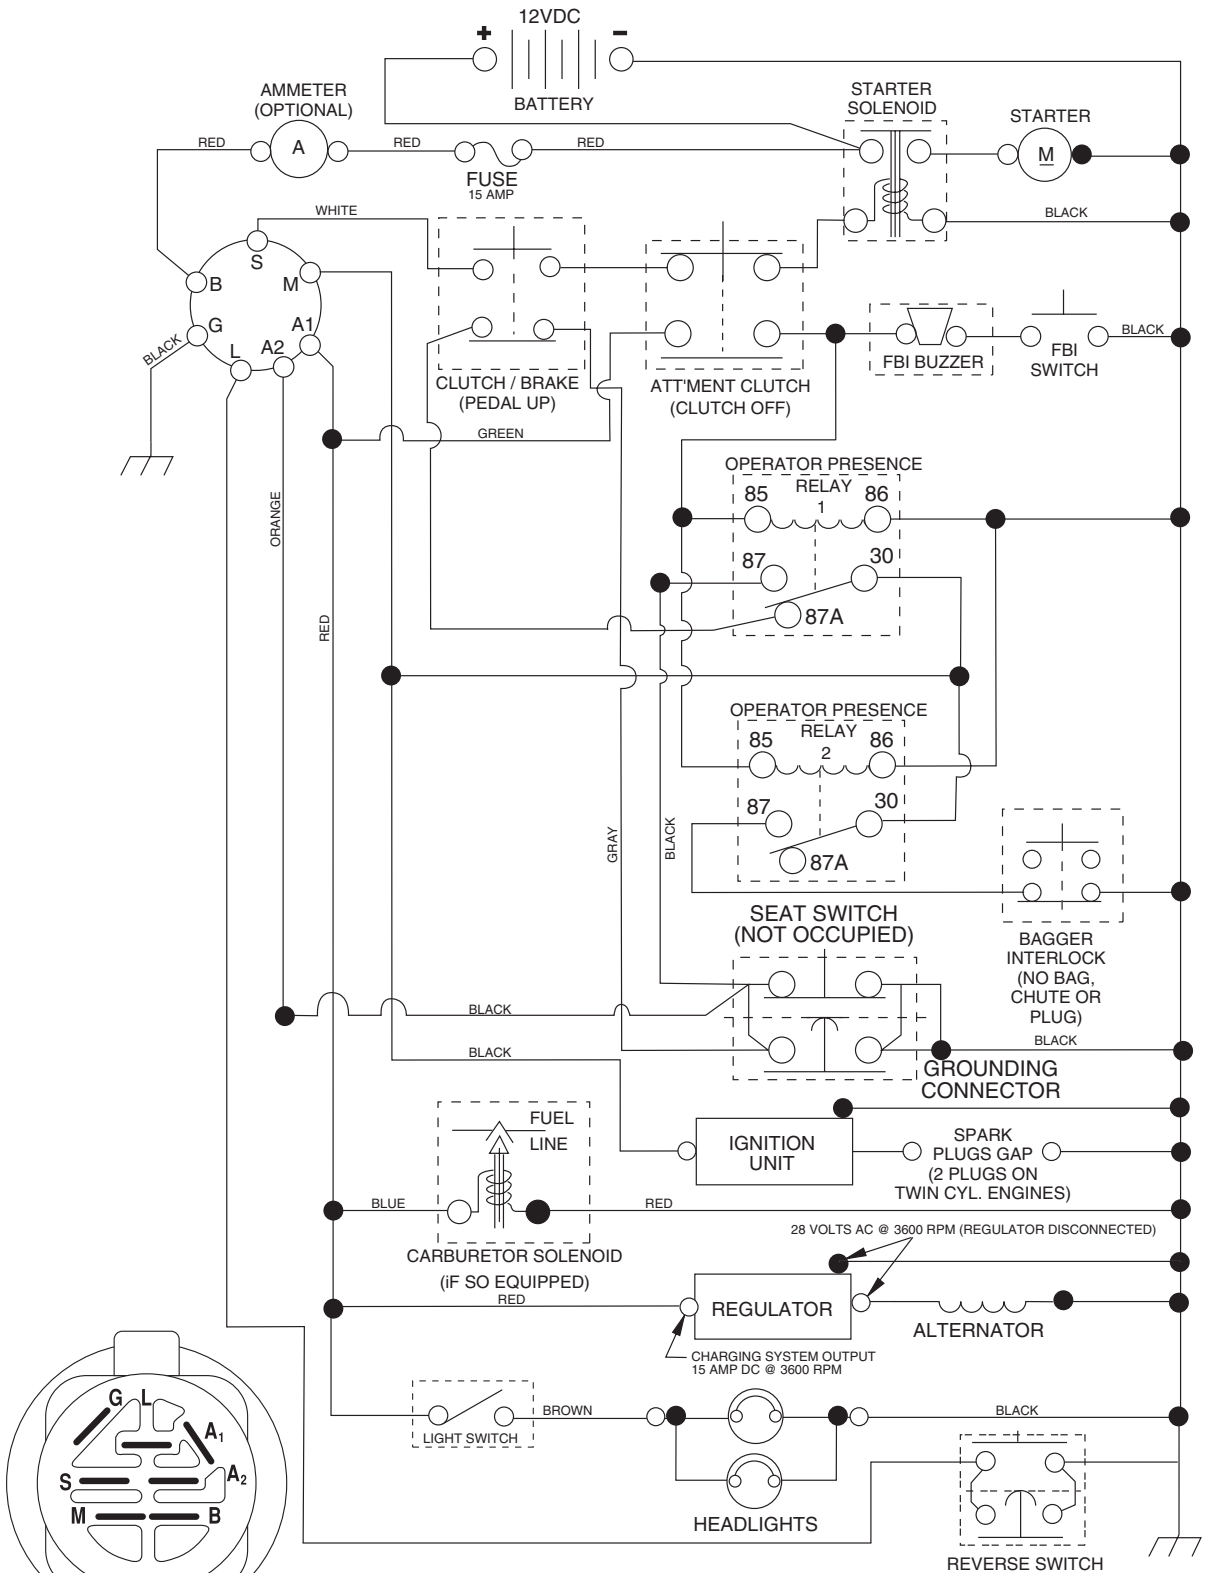 12VDC
+
−
BATTERY
AMMETER
(OPTIONAL)
A
RED
RED
FUSE
15 AMP
RED
STARTER
SOLENOID
STARTER
M
BLACK
WHITE
S
B
M
G
A1
L
A2
BLACK
CLUTCH / BRAKE
(PEDAL UP)
ATT'MENT CLUTCH
(CLUTCH OFF)
FBI BUZZER
FBI
SWITCH
BLACK
GREEN
ORANGE
RED
OPERATOR PRESENCE
RELAY
1
85
86
87
30
87A
OPERATOR PRESENCE
RELAY
2
85
86
87
30
87A
GRAY
BLACK
BAGGER
INTERLOCK
(NO BAG,
CHUTE OR
PLUG)
SEAT SWITCH
(NOT OCCUPIED)
BLACK
BLACK
BLACK
GROUNDING
CONNECTOR
FUEL
LINE
IGNITION
UNIT
SPARK
PLUGS GAP
(2 PLUGS ON
TWIN CYL. ENGINES)
BLUE
RED
CARBURETOR SOLENOID
(iF SO EQUIPPED)
28 VOLTS AC @ 3600 RPM (REGULATOR DISCONNECTED)
RED
REGULATOR
ALTERNATOR
CHARGING SYSTEM OUTPUT
15 AMP DC @ 3600 RPM
LIGHT SWITCH
BROWN
BLACK
HEADLIGHTS
REVERSE SWITCH
G
L
A1
A2
S
M
B